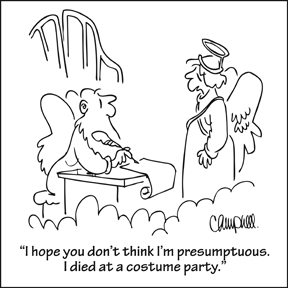 Campbell.
“I hope you don’t think I’m presumptuous.
I died at a costume party.”